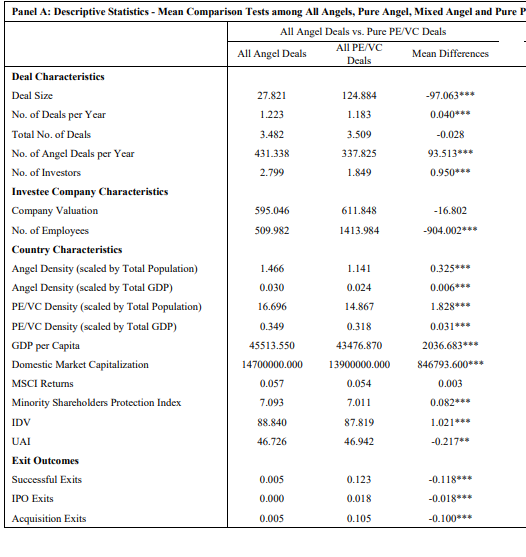 Panel A: Descriptive Statistics - Mean Comparison Tests among All Angels, Pure Angel, Mixed Angel and Pure P
All Angel Deals vs. Pure PE/VC Deals
All Angel Deals All PE/VC Deals Mean Differences
Deal Characteristics
Deal Size 27.821 124.884 -97.063***
No. of Deals per Year 1.223 1.183 0.040***
Total No. of Deals 3.482 3.509 -0.028
No. of Angel Deals per Year 431.338 337.825 93.513***
No. of Investors 2.799 1.849 0.950***
Investee Company Characteristics
Company Valuation 595.046 611.848 -16.802
No. of Employees 509.982 1413.984 -904.002***
Country Characteristics
Angel Density (scaled by Total Population) 1.466 1.141 0.325***
Angel Density (scaled by Total GDP) 0.030 0.024 0.006***
PE/VC Density (scaled by Total Population) 16.696 14.867 1.828***
PE/VC Density (scaled by Total GDP) 0.349 0.318 0.031***
GDP per Capita 45513.550 43476.870 2036.683***
Domestic Market Capitalization 14700000.000 13900000.000 846793.600***
MSCI Returns 0.057 0.054 0.003
Minority Shareholders Protection Index 7.093 7.011 0.082***
IDV 88.840 87.819 1.021***
UAI 46.726 46.942 -0.217**
Exit Outcomes
Successful Exits 0.005 0.123 -0.118***
IPO Exits 0.000 0.018 -0.018***
Acquisition Exits 0.005 0.105 -0.100***